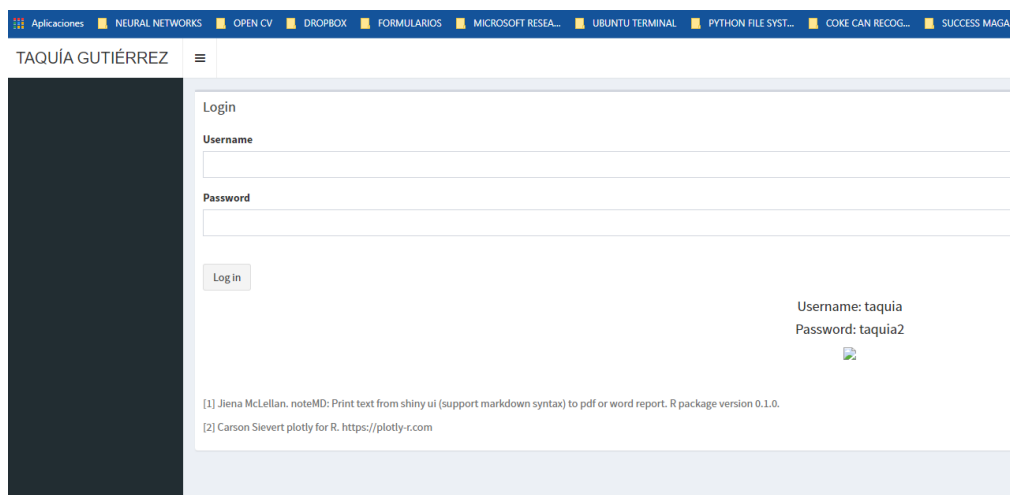 Aplicaciones NEURAL NETWORKS OPEN CV DROPBOX FORMULARIOS MICROSOFT RESEA... UBUNTU TERMINAL PYTHON FILE SYST... COKE CAN RECOG... SUCCESS MAGA
TAQUÍA GUTIÉRREZ
Login
Username
Password
Log in
Username: taquia
Password: taquia2
[1] Jiena McLellan. noteMD: Print text from shiny ui (support markdown syntax) to pdf or word report. R package version 0.1.0.
[2] Carson Sievert plotly for R. https://plotly-r.com